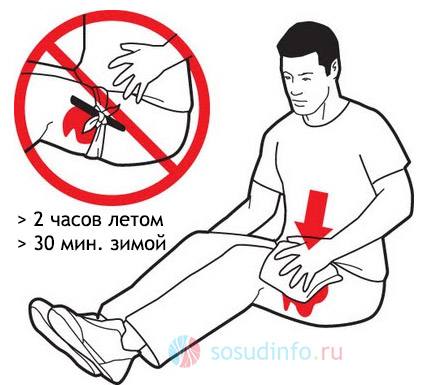 > 2 часов летом
> 30 мин. зимой
sosudinfo.ru